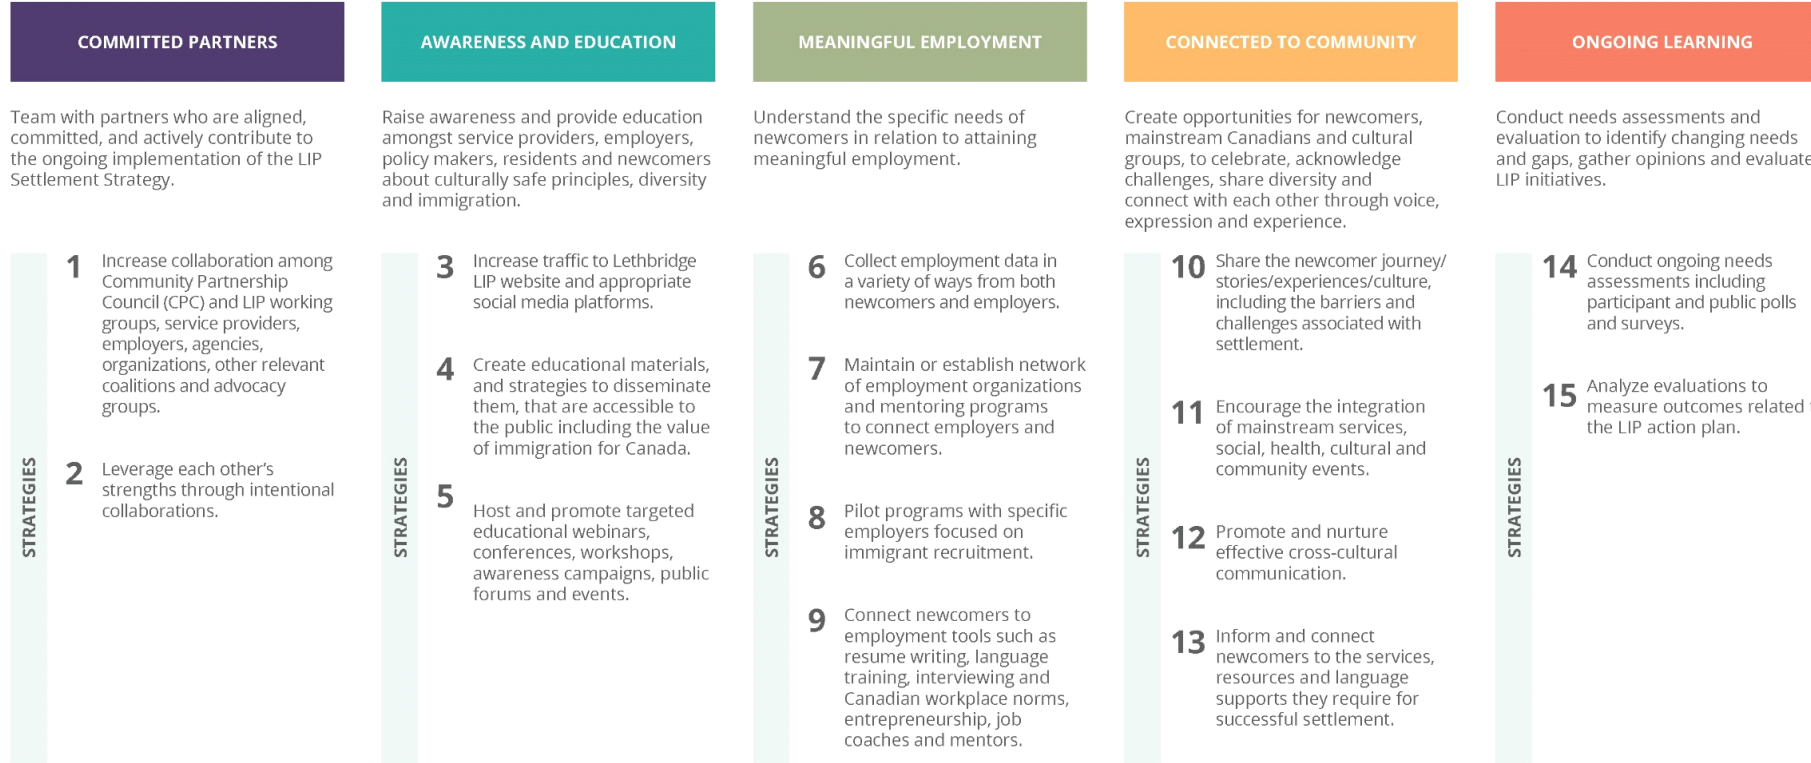 COMMITTED PARTNERS
Team with partners who are aligned,
committed, and actively contribute to
the ongoing implementation of the LIP
Settlement Strategy.
STRATEGIES
1 Increase collaboration among
Community Partnership
Council (CPC) and LIP working
groups, service providers,
employers, agencies,
organizations, other relevant
coalitions and advocacy
groups.
2 Leverage each other’s
strengths through intentional
collaborations.
AWARENESS AND EDUCATION
Raise awareness and provide education
amongst service providers, employers,
policy makers, residents and newcomers
about culturally safe principles, diversity
and immigration.
STRATEGIES
3 Increase traffic to Lethbridge
LIP website and appropriate
social media platforms.
4 Create educational materials,
and strategies to disseminate
them, that are accessible to
the public including the value
of immigration for Canada.
5 Host and promote targeted
educational webinars,
conferences, workshops,
awareness campaigns, public
forums and events.
MEANINGFUL EMPLOYMENT
Understand the specific needs of
newcomers in relation to attaining
meaningful employment.
STRATEGIES
6 Collect employment data in
a variety of ways from both
newcomers and employers.
7 Maintain or establish network
of employment organizations
and mentoring programs
to connect employers and
newcomers.
8 Pilot programs with specific
employers focused on
immigrant recruitment.
9 Connect newcomers to
employment tools such as
resume writing, language
training, interviewing and
Canadian workplace norms,
entrepreneurship, job
coaches and mentors.
CONNECTED TO COMMUNITY
Create opportunities for newcomers,
mainstream Canadians and cultural
groups, to celebrate, acknowledge
challenges, share diversity and
connect with each other through voice,
expression and experience.
STRATEGIES
10 Share the newcomer journey/
stories/experiences/culture,
including the barriers and
challenges associated with
settlement.
11 Encourage the integration
of mainstream services,
social, health, cultural and
community events.
12 Promote and nurture
effective cross-cultural
communication.
13 Inform and connect
newcomers to the services,
resources and language
supports they require for
successful settlement.
ONGOING LEARNING
Conduct needs assessments and
evaluation to identify changing needs
and gaps, gather opinions and evaluate
LIP initiatives.
STRATEGIES
14 Conduct ongoing needs
assessments including
participant and public polls
and surveys.
15 Analyze evaluations to
measure outcomes related
the LIP action plan.